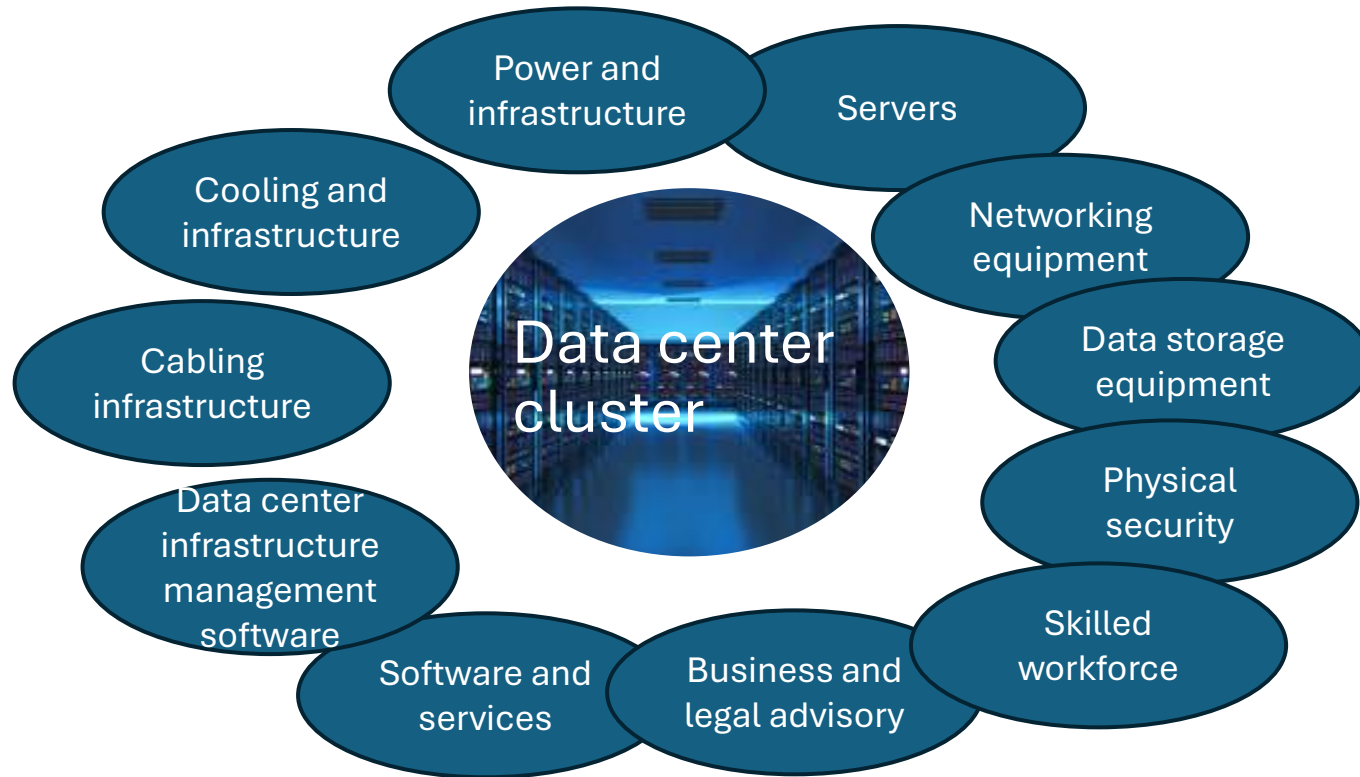 Power and
infrastructure
Servers
Cooling and
infrastructure
Networking
equipment
Data center
cluster
Cabling
infrastructure
Data storage
equipment
Physical
security
Data center
infrastructure
management
software
Skilled
workforce
Software and
services
Business and
legal advisory